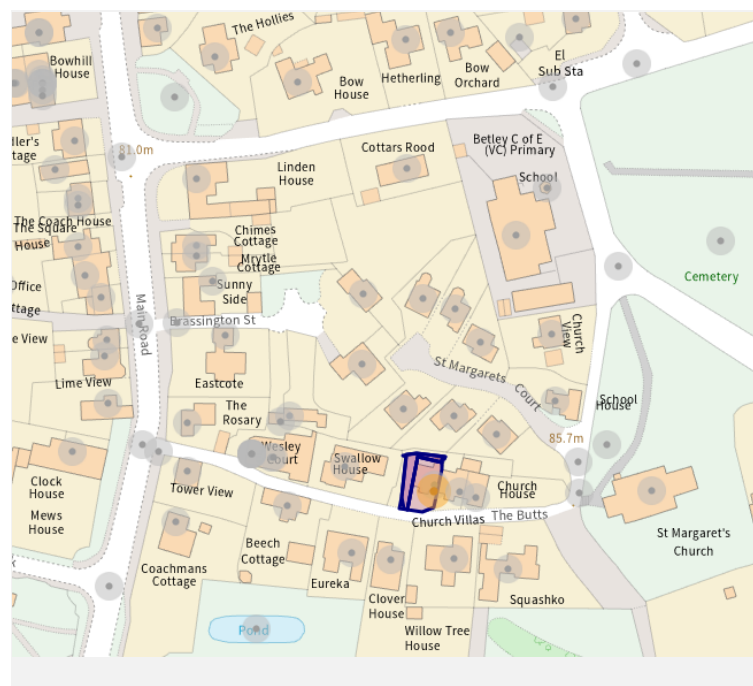 The Hollies
Bowhill
House
El
Sub Sta
Hetherling
Bow
Orchard
Bow
House
dler's
ttage
81.0m
Cottars Rood
Betley C of E
(VC) Primary
School
Linden
House
The Coach House
The Square
House
Chimes
Cottage
Mrytle
Cottage
Cemetery
Office
ttage
Sunny
Side
Main Road
Brassington St
Church
View
e View
Lime View
Eastcote
St Margarets Court
School
House
The
Rosary
85.7m
Wesley
Court
Swallow
House
Clock
House
Tower View
Church
House
Mews
House
Church Villas
The Butts
St Margaret's
Church
Beech
Cottage
Coachmans
Cottage
Eureka
Clover
House
Squashko
Pond
Willow Tree
House